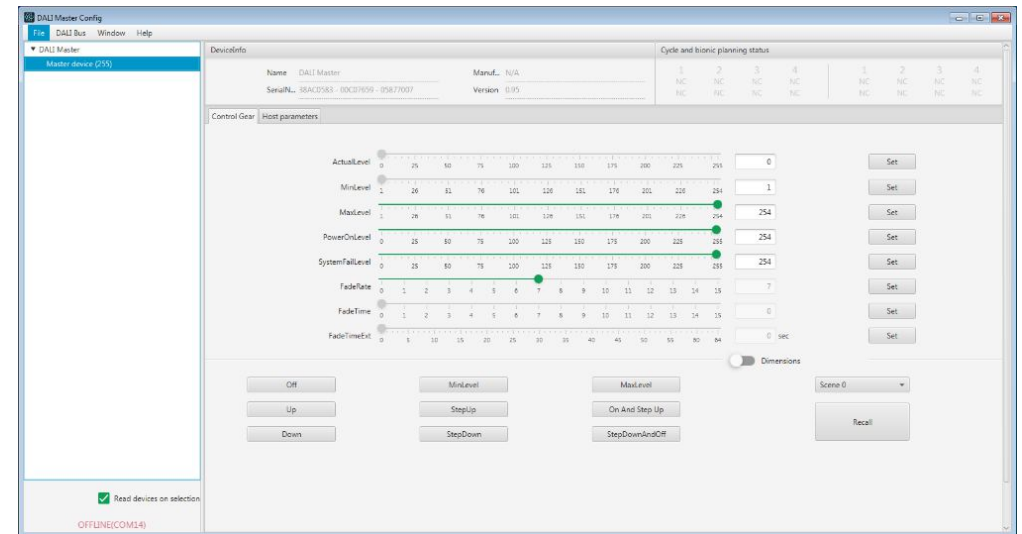 DALI Master Config
File DALI Bus Window Help
DALI Master
Master device (255)
DeviceInfo
Name DALI Master Manuf... N/A
SerialN... 38AC0583 - 00C07659 - 05877007 Version 0.95
Cycle and bionic planning status
1 2 3 4 1 2 3 4
NC NC NC NC NC NC NC NC
NC NC NC NC NC NC NC NC
Control Gear Host parameters
ActualLevel 0 Set
0 25 50 75 100 125 150 175 200 225 255
MinLevel 1 Set
1 26 51 76 101 126 151 176 201 226 254
MaxLevel 254 Set
1 26 51 76 101 126 151 176 201 226 254
PowerOnLevel 254 Set
0 25 50 75 100 125 150 175 200 225 255
SystemFailLevel 254 Set
0 25 50 75 100 125 150 175 200 225 255
FadeRate 7 Set
0 1 2 3 4 5 6 7 8 9 10 11 12 13 14 15
FadeTime 0 Set
0 1 2 3 4 5 6 7 8 9 10 11 12 13 14 15
FadeTimeExt 0 sec Set
0 5 10 15 20 25 30 35 40 45 50 55 60 64
Dimensions
Off MinLevel MaxLevel Scene 0
Up StepUp On And Step Up Recall
Down StepDown StepDownAndOff
Read devices on selection
OFFLINE(COM14)